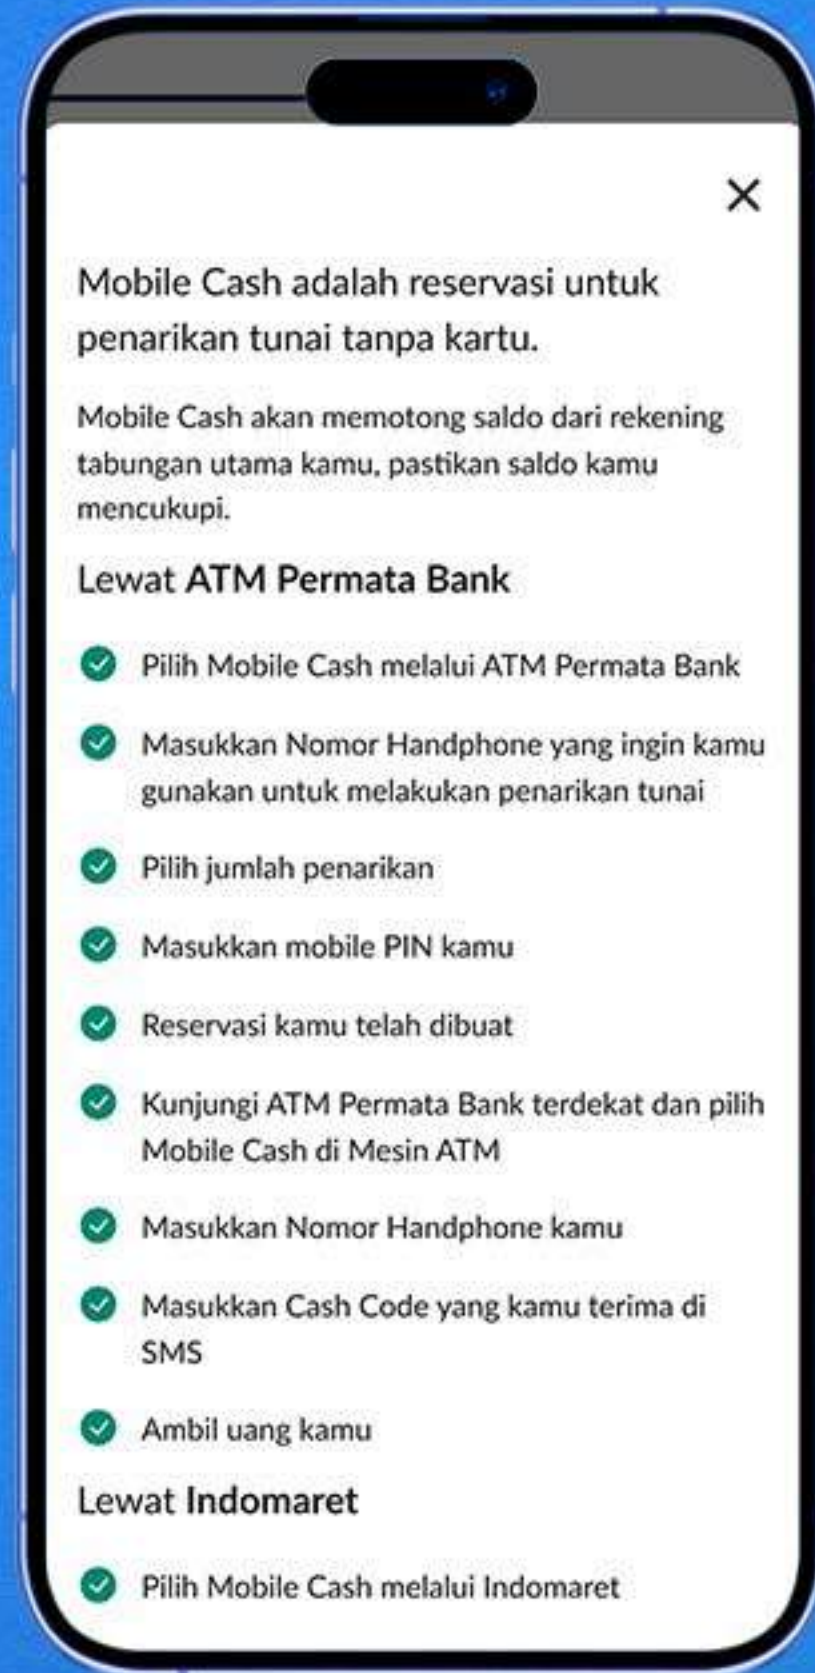 Mobile Cash adalah reservasi untuk
penarikan tunai tanpa kartu.
Mobile Cash akan memotong saldo dari rekening
tabungan utama kamu, pastikan saldo kamu
mencukupi.
Lewat ATM Permata Bank
Pilih Mobile Cash melalui ATM Permata Bank
Masukkan Nomor Handphone yang ingin kamu
gunakan untuk melakukan penarikan tunai
Pilih jumlah penarikan
Masukkan mobile PIN kamu
Reservasi kamu telah dibuat
Kunjungi ATM Permata Bank terdekat dan pilih
Mobile Cash di Mesin ATM
Masukkan Nomor Handphone kamu
Masukkan Cash Code yang kamu terima di
SMS
Ambil uang kamu
Lewat Indomaret
Pilih Mobile Cash melalui Indomaret